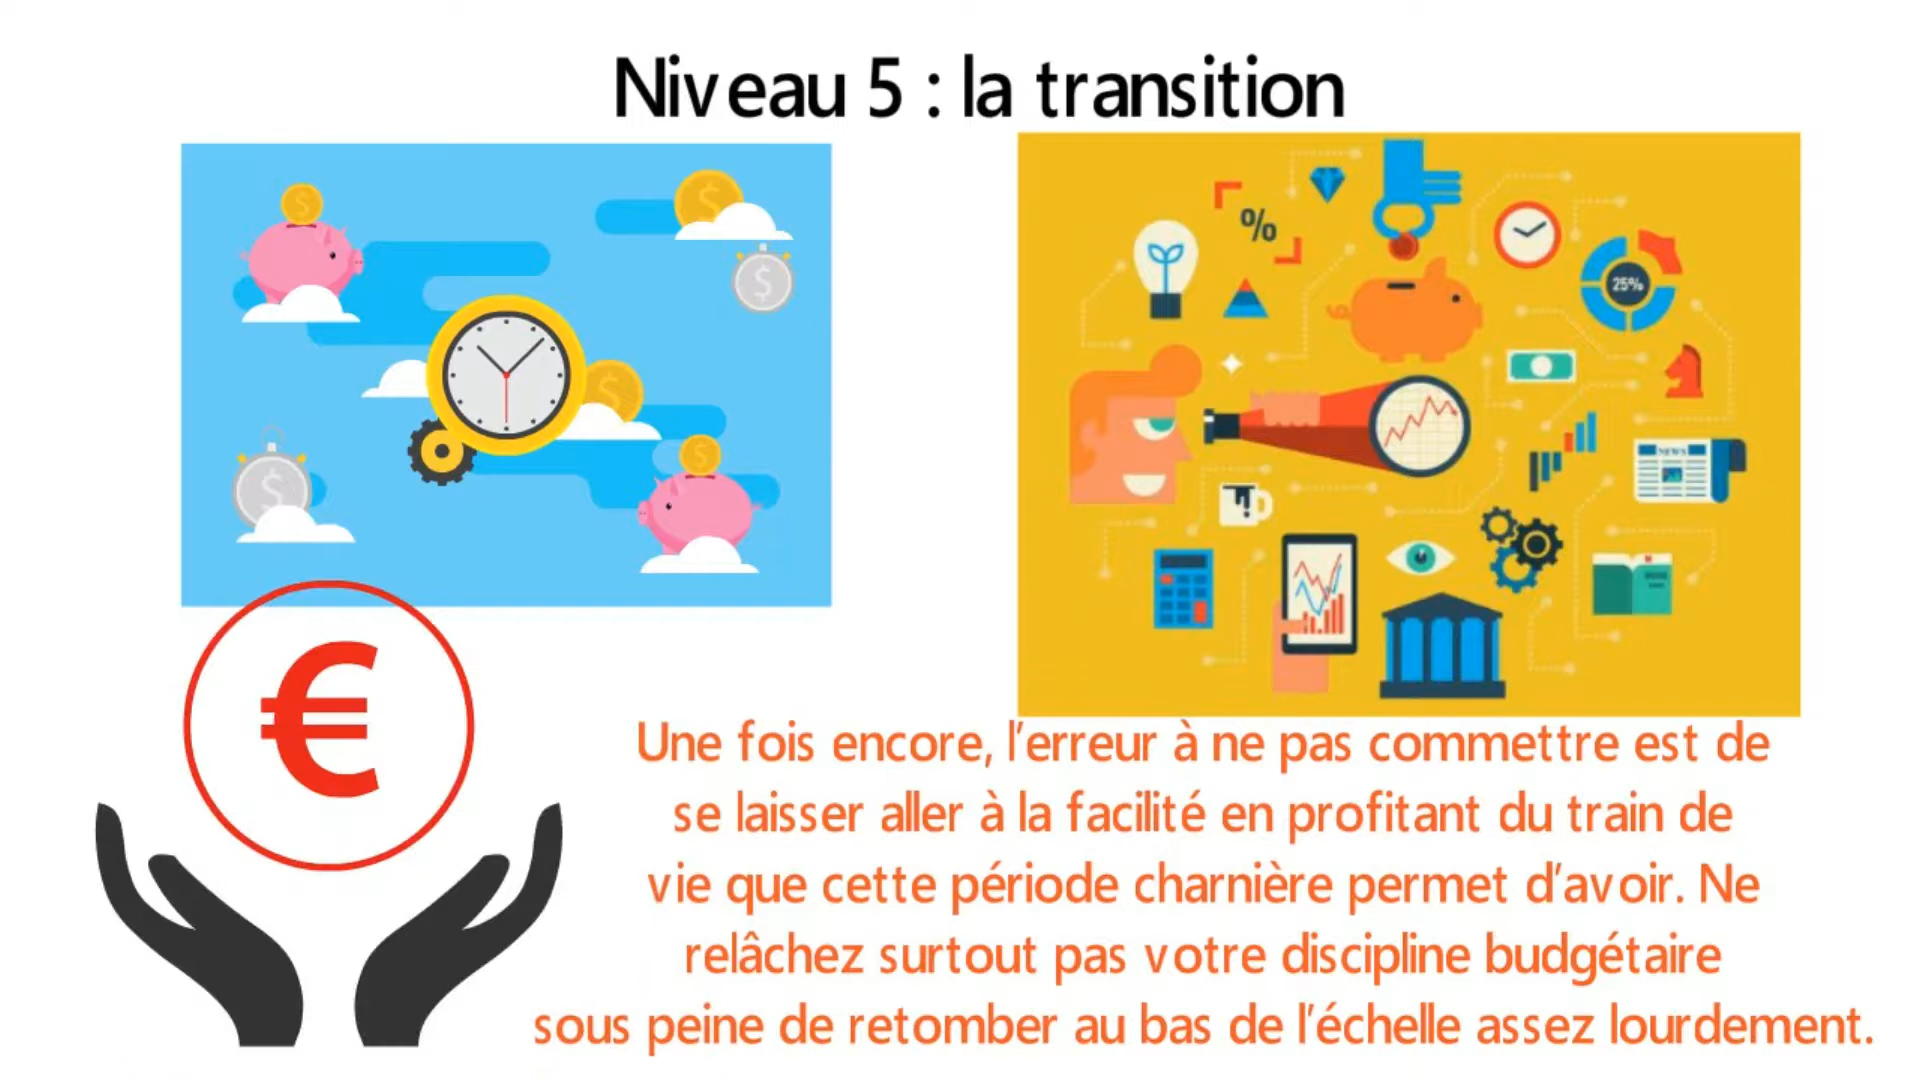 Niveau 5 : la transition
$
$
$
$
$
$
%
25%
NEWS
€
Une fois encore, l'erreur à ne pas commettre est de
se laisser aller à la facilité en profitant du train de
vie que cette période charnière permet d'avoir. Ne
relâchez surtout pas votre discipline budgétaire
sous peine de retomber au bas de l'échelle assez lourdement.